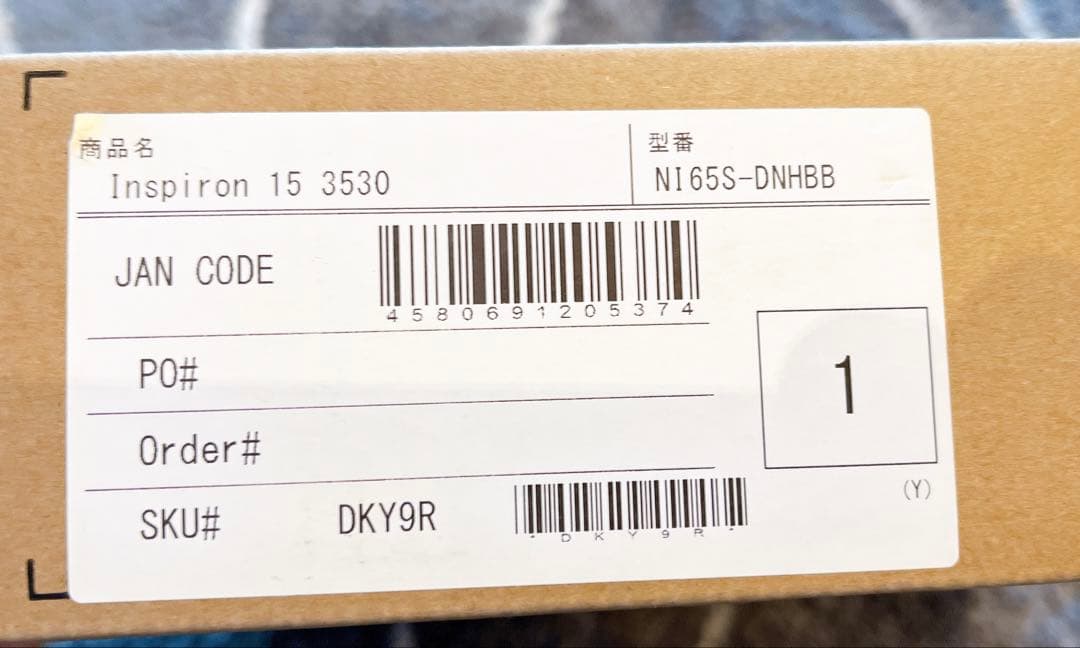 商品名
Inspiron 15 3530
型番
NI65S-DNHBB
JAN CODE
4580691205374
PO#
Order#
1
SKU# DKY9R
*DKY9R*
(Y)